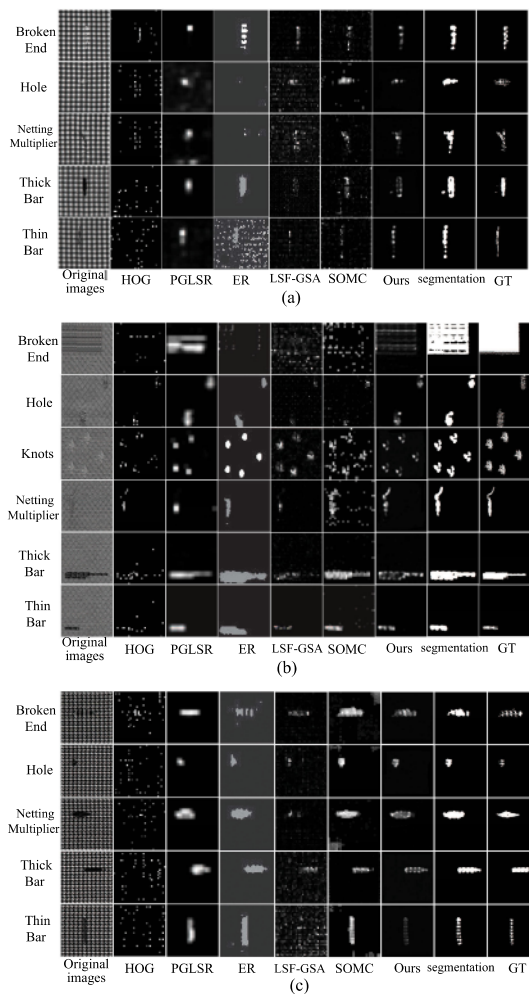 Broken
End
Hole
Netting
Multiplier
Thick
Bar
Thin
Bar
Original
images
HOG
PGLSR
ER
LSF-GSA
SOMC
Ours
segmentation
GT
(a)
Broken
End
Hole
Knots
Netting
Multiplier
Thick
Bar
Thin
Bar
Original
images
HOG
PGLSR
ER
LSF-GSA
SOMC
Ours
segmentation
GT
(b)
Broken
End
Hole
Netting
Multiplier
Thick
Bar
Thin
Bar
Original
images
HOG
PGLSR
ER
LSF-GSA
SOMC
Ours
segmentation
GT
(c)